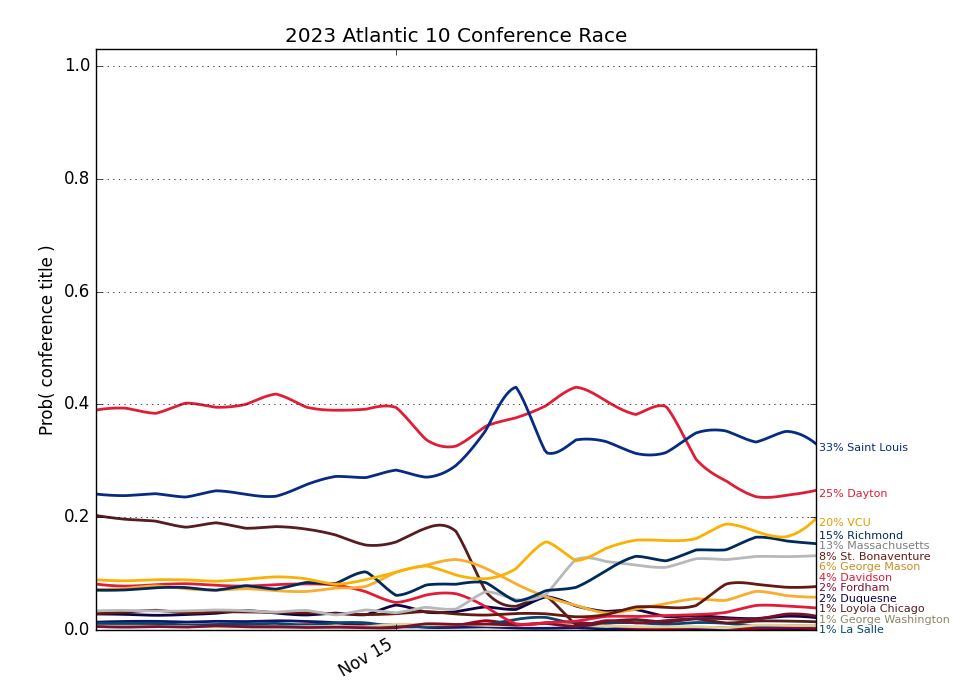 2023 Atlantic 10 Conference Race
1.0
0.8
0.6
0.4
0.2
0.0
Prob( conference title )
Nov 15
33% Saint Louis
25% Dayton
20% VCU
15% Richmond
13% Massachusetts
8% St. Bonaventure
6% George Mason
4% Davidson
2% Fordham
2% Duquesne
1% Loyola Chicago
1% George Washington
1% La Salle